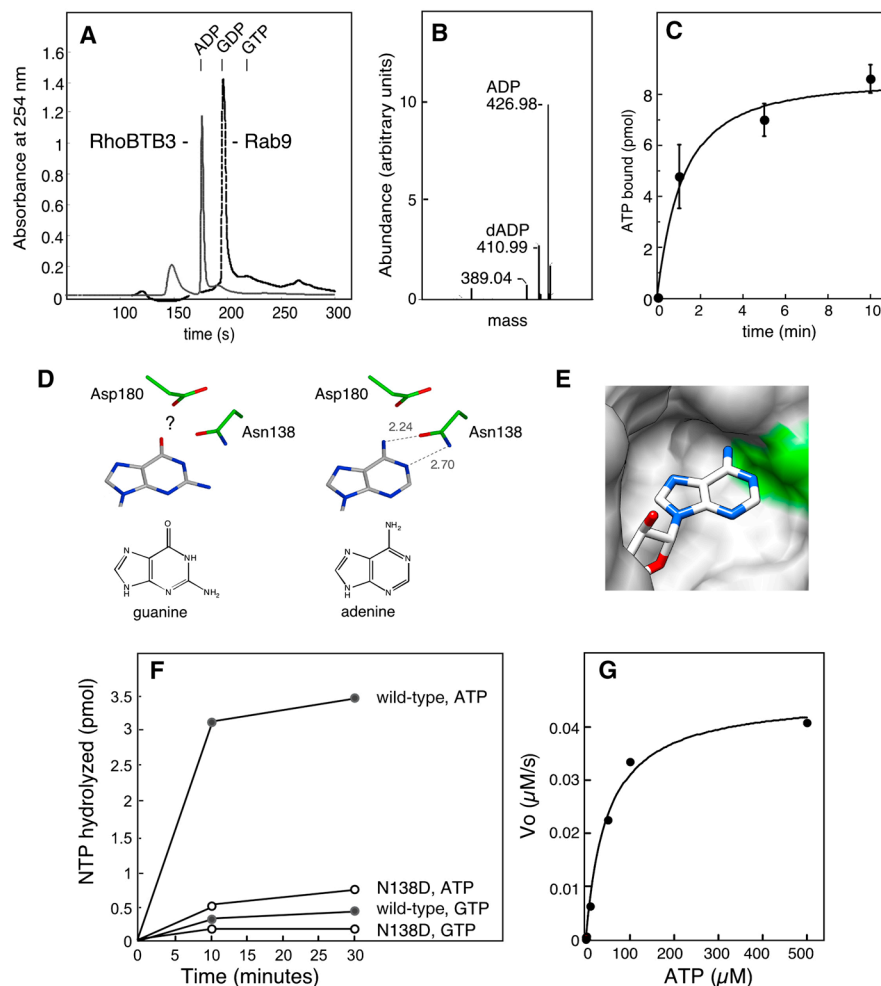 A
ADP
GDP
GTP
Absorbance at 254 nm
1.6
1.4
1.2
1
0.8
0.6
0.4
0.2
0
RhoBTB3 -
- Rab9
100
200
300
time (s)
B
Abundance (arbitrary units)
10
5
0
ADP
426.98-
dADP
410.99
389.04
mass
C
ATP bound (pmol)
8
6
4
2
0
0
2
4
6
8
10
time (min)
D
Asp180
?
Asn138
Asp180
2.24
Asn138
2.70
O
N
NH
N
H
N
NH₂
guanine
NH₂
N
N
N
H
N
adenine
E
F
NTP hydrolyzed (pmol)
3.5
3
2.5
2
1.5
1
0.5
0
wild-type, ATP
N138D, ATP
wild-type, GTP
N138D, GTP
0
5
10
15
20
25
30
Time (minutes)
G
Vo (µM/s)
0.04
0.03
0.02
0.01
0
0
100
200
300
400
500
ATP (µM)